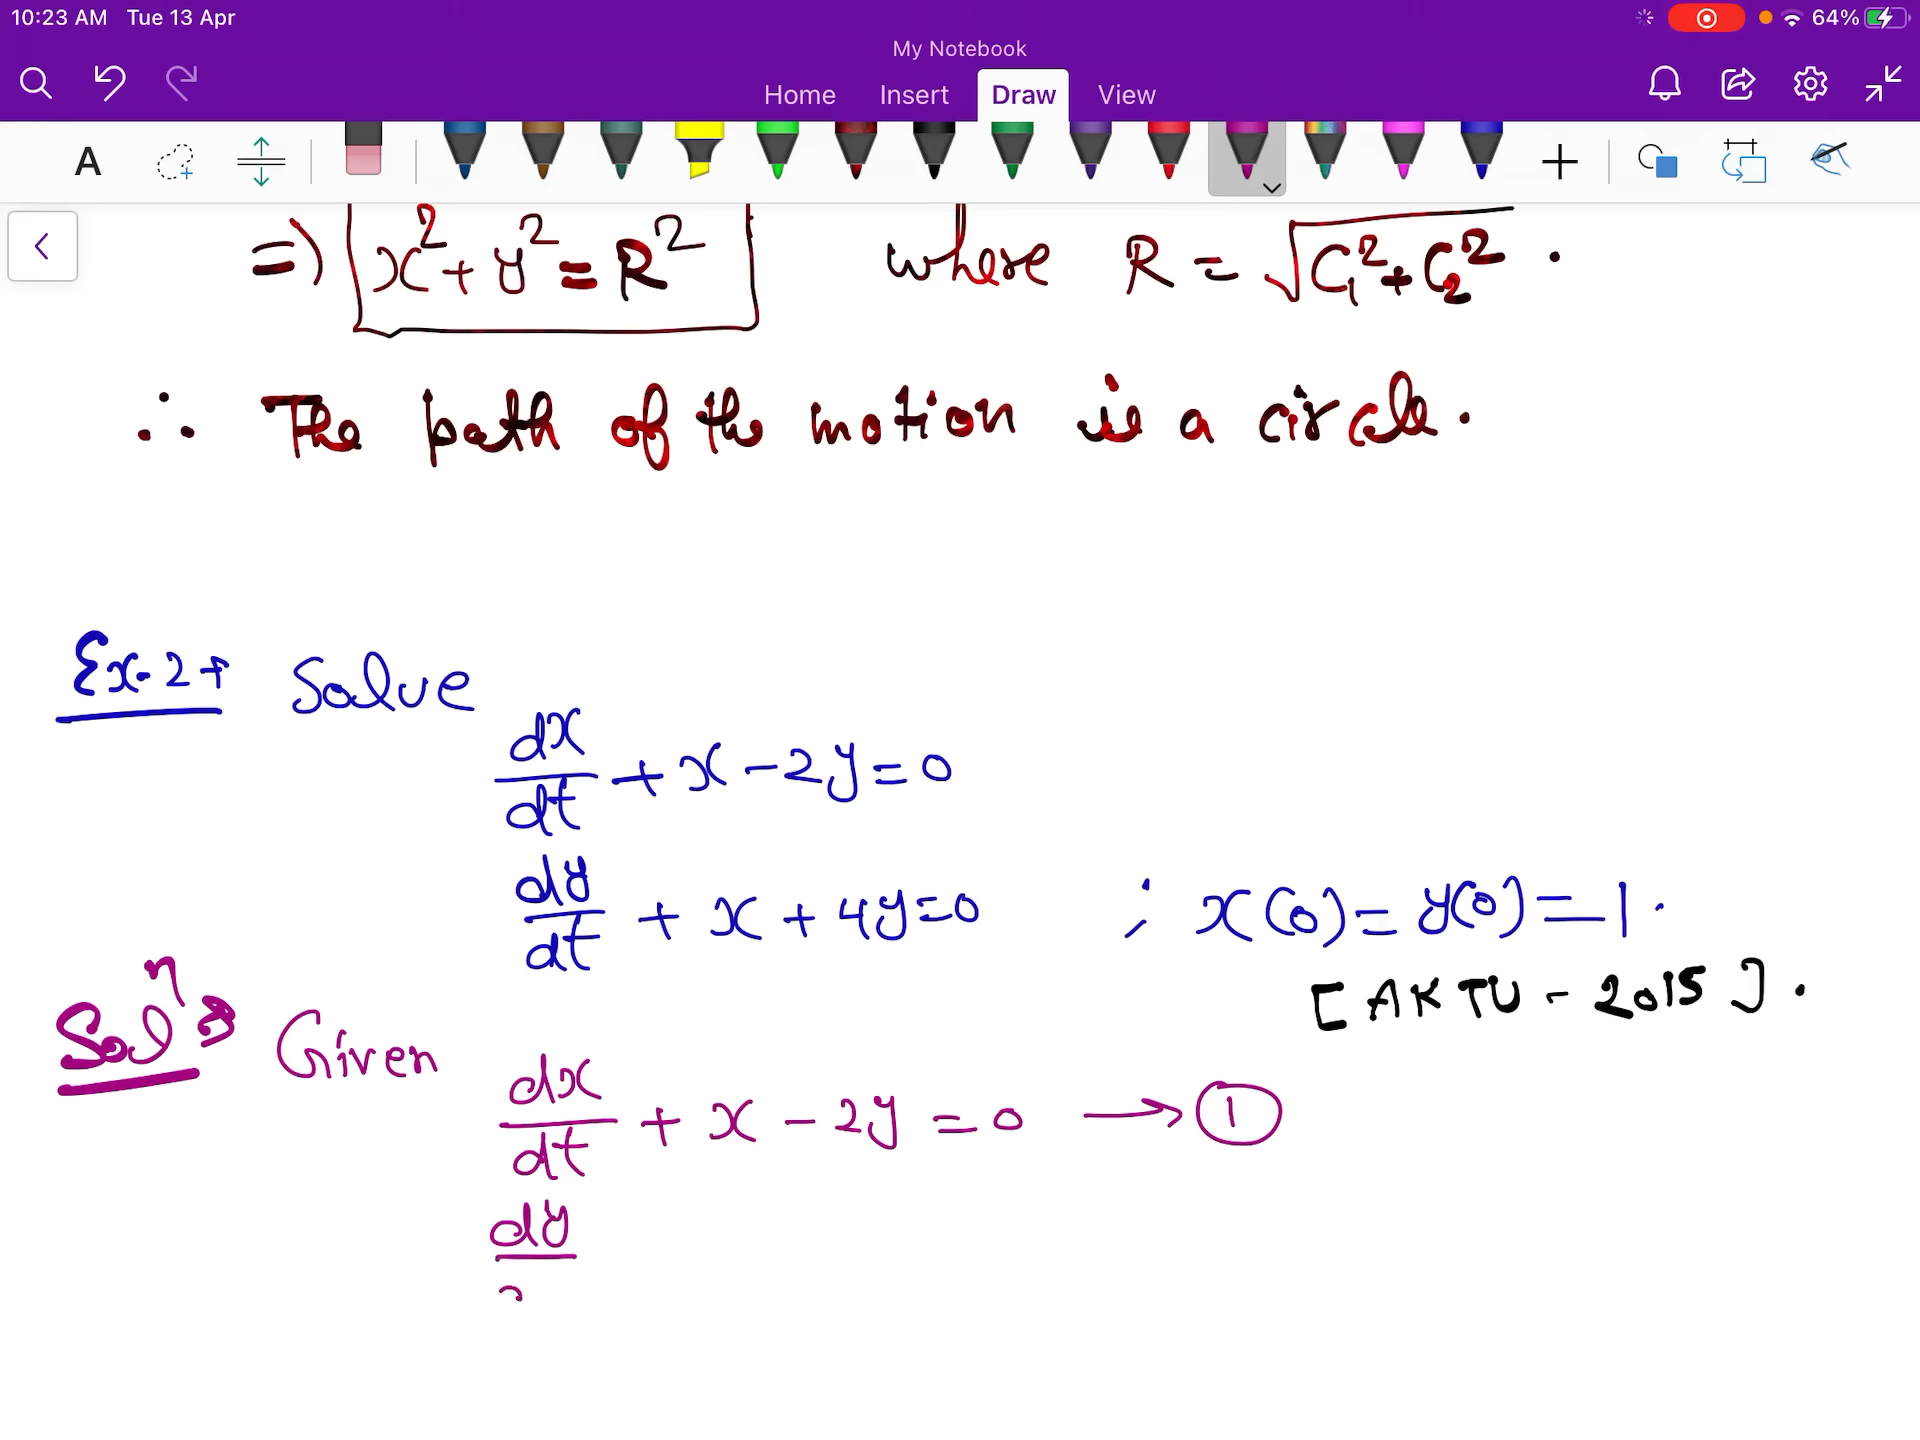 10:23 AM Tue 13 Apr 64%
My Notebook
Home Insert Draw View
A
=> x² + y² = R² where R = √C₁² + C₂² .
∴ The path of the motion is a circle.
Ex-2 → Solve
dx/dt + x - 2y = 0
dy/dt + x + 4y = 0 ; x(0) = y(0) = 1 .
[AKTU - 2015] .
Solⁿ → Given
dx/dt + x - 2y = 0 → ①
dy